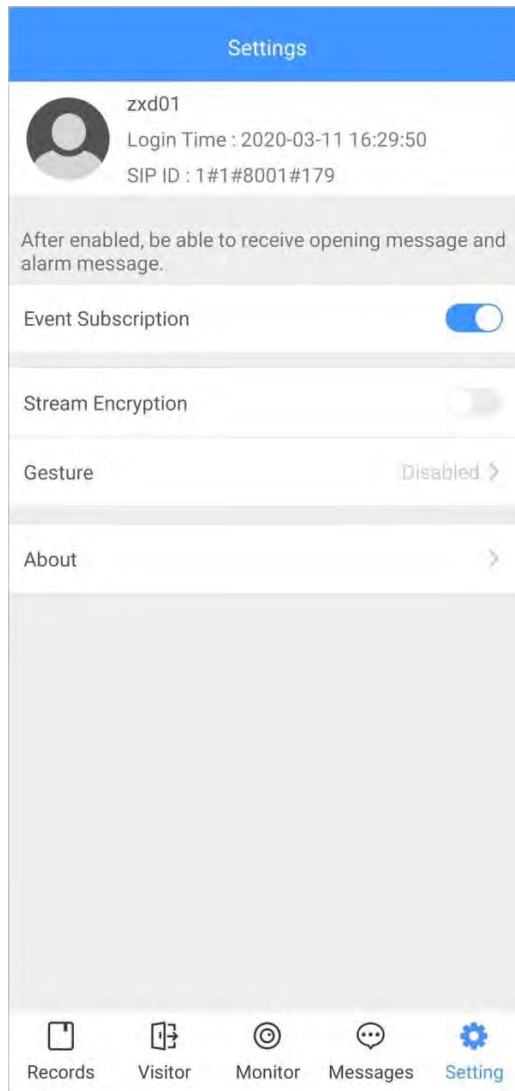 Settings
zxd01
Login Time : 2020-03-11 16:29:50
SIP ID : 1#1#8001#179
After enabled, be able to receive opening message and
alarm message.
Event Subscription
Stream Encryption
Gesture Disabled
About
Records Visitor Monitor Messages Setting